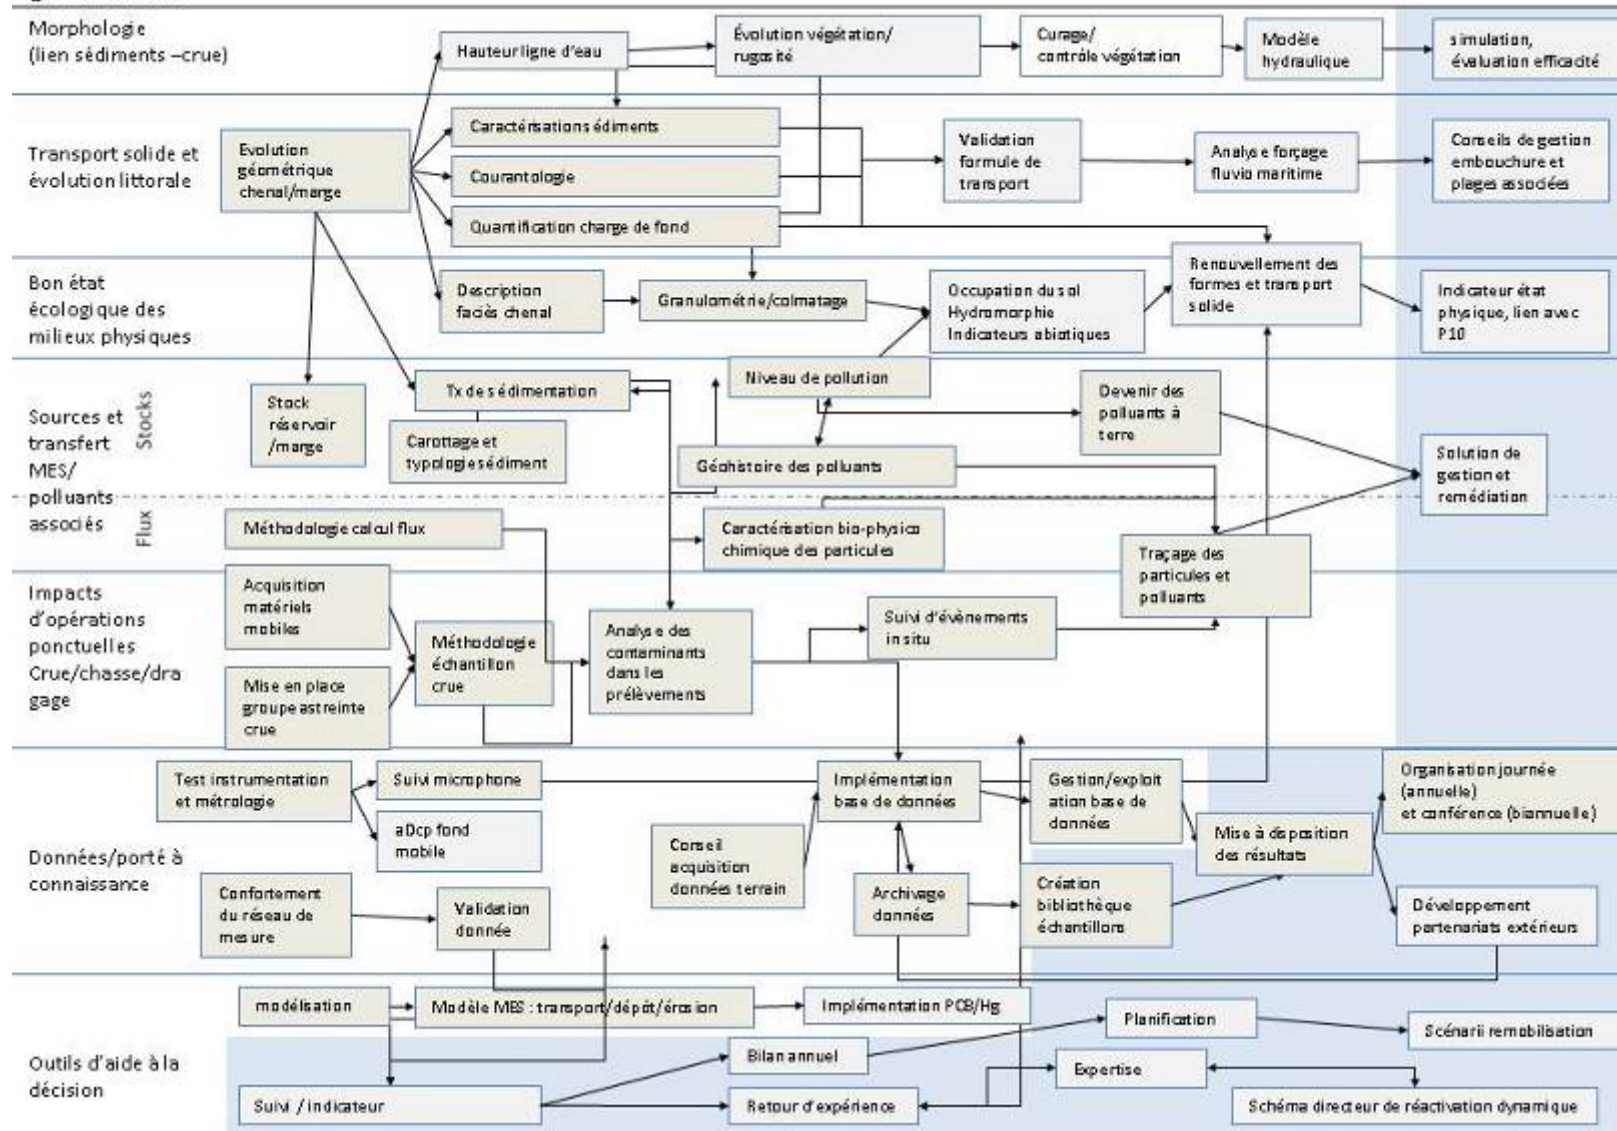 Morphologie
(lien sédiments –crue)
Hauteur ligne d'eau
Évolution végétation/
rugosité
Curage/
contrôle végétation
Modèle
hydraulique
simulation,
évaluation efficacité
Transport solide et
évolution littorale
Evolution
géométrique
chenal/marge
Caractérisation sédiments
Courantologie
Quantification charge de fond
Validation
formule de
transport
Analyse forçage
fluvio maritime
Conseils de gestion
embouchure et
plages associées
Bon état
écologique des
milieux physiques
Description
faciès chenal
Granulométrie/colmatage
Occupation du sol
Hydromorphie
Indicateurs abiotiques
Renouvellement des
formes et transport
solide
Indicateur état
physique, lien avec
P10
Sources et
transfert
MES/
polluants
associés
Stocks
Flux
Stock
réservoir
/marge
Tx de sédimentation
Carottage et
typologie sédiment
Niveau de pollution
Géohistoire des polluants
Devenir des
polluants à
terre
Solution de
gestion et
remédiation
Méthodologie calcul flux
Caractérisation bio-physico
chimique des particules
Traçage des
particules et
polluants
Impacts
d'opérations
ponctuelles
Crue/chasse/dra
gage
Acquisition
matériels
mobiles
Mise en place
groupe astreinte
crue
Méthodologie
échantillon
crue
Analyse des
contaminants
dans les
prélèvements
Suivi d'évènements
in situ
Données/porté à
connaissance
Test instrumentation
et métrologie
Suivi microphone
aDcp fond
mobile
Confortement
du réseau de
mesure
Validation
donnée
Conseil
acquisition
données terrain
Implémentation
base de données
Archivage
données
Gestion/exploit
ation base de
données
Création
bibliothèque
échantillons
Mise à disposition
des résultats
Organisation journée
(annuelle)
et conférence (biannuelle)
Développement
partenariats extérieurs
Outils d'aide à la
décision
modélisation
Modèle MES : transport/dépôt/érosion
Implémentation PCB/Hg
Suivi / indicateur
Bilan annuel
Retour d'expérience
Planification
Expertise
Scénarii remobilisation
Schéma directeur de réactivation dynamique